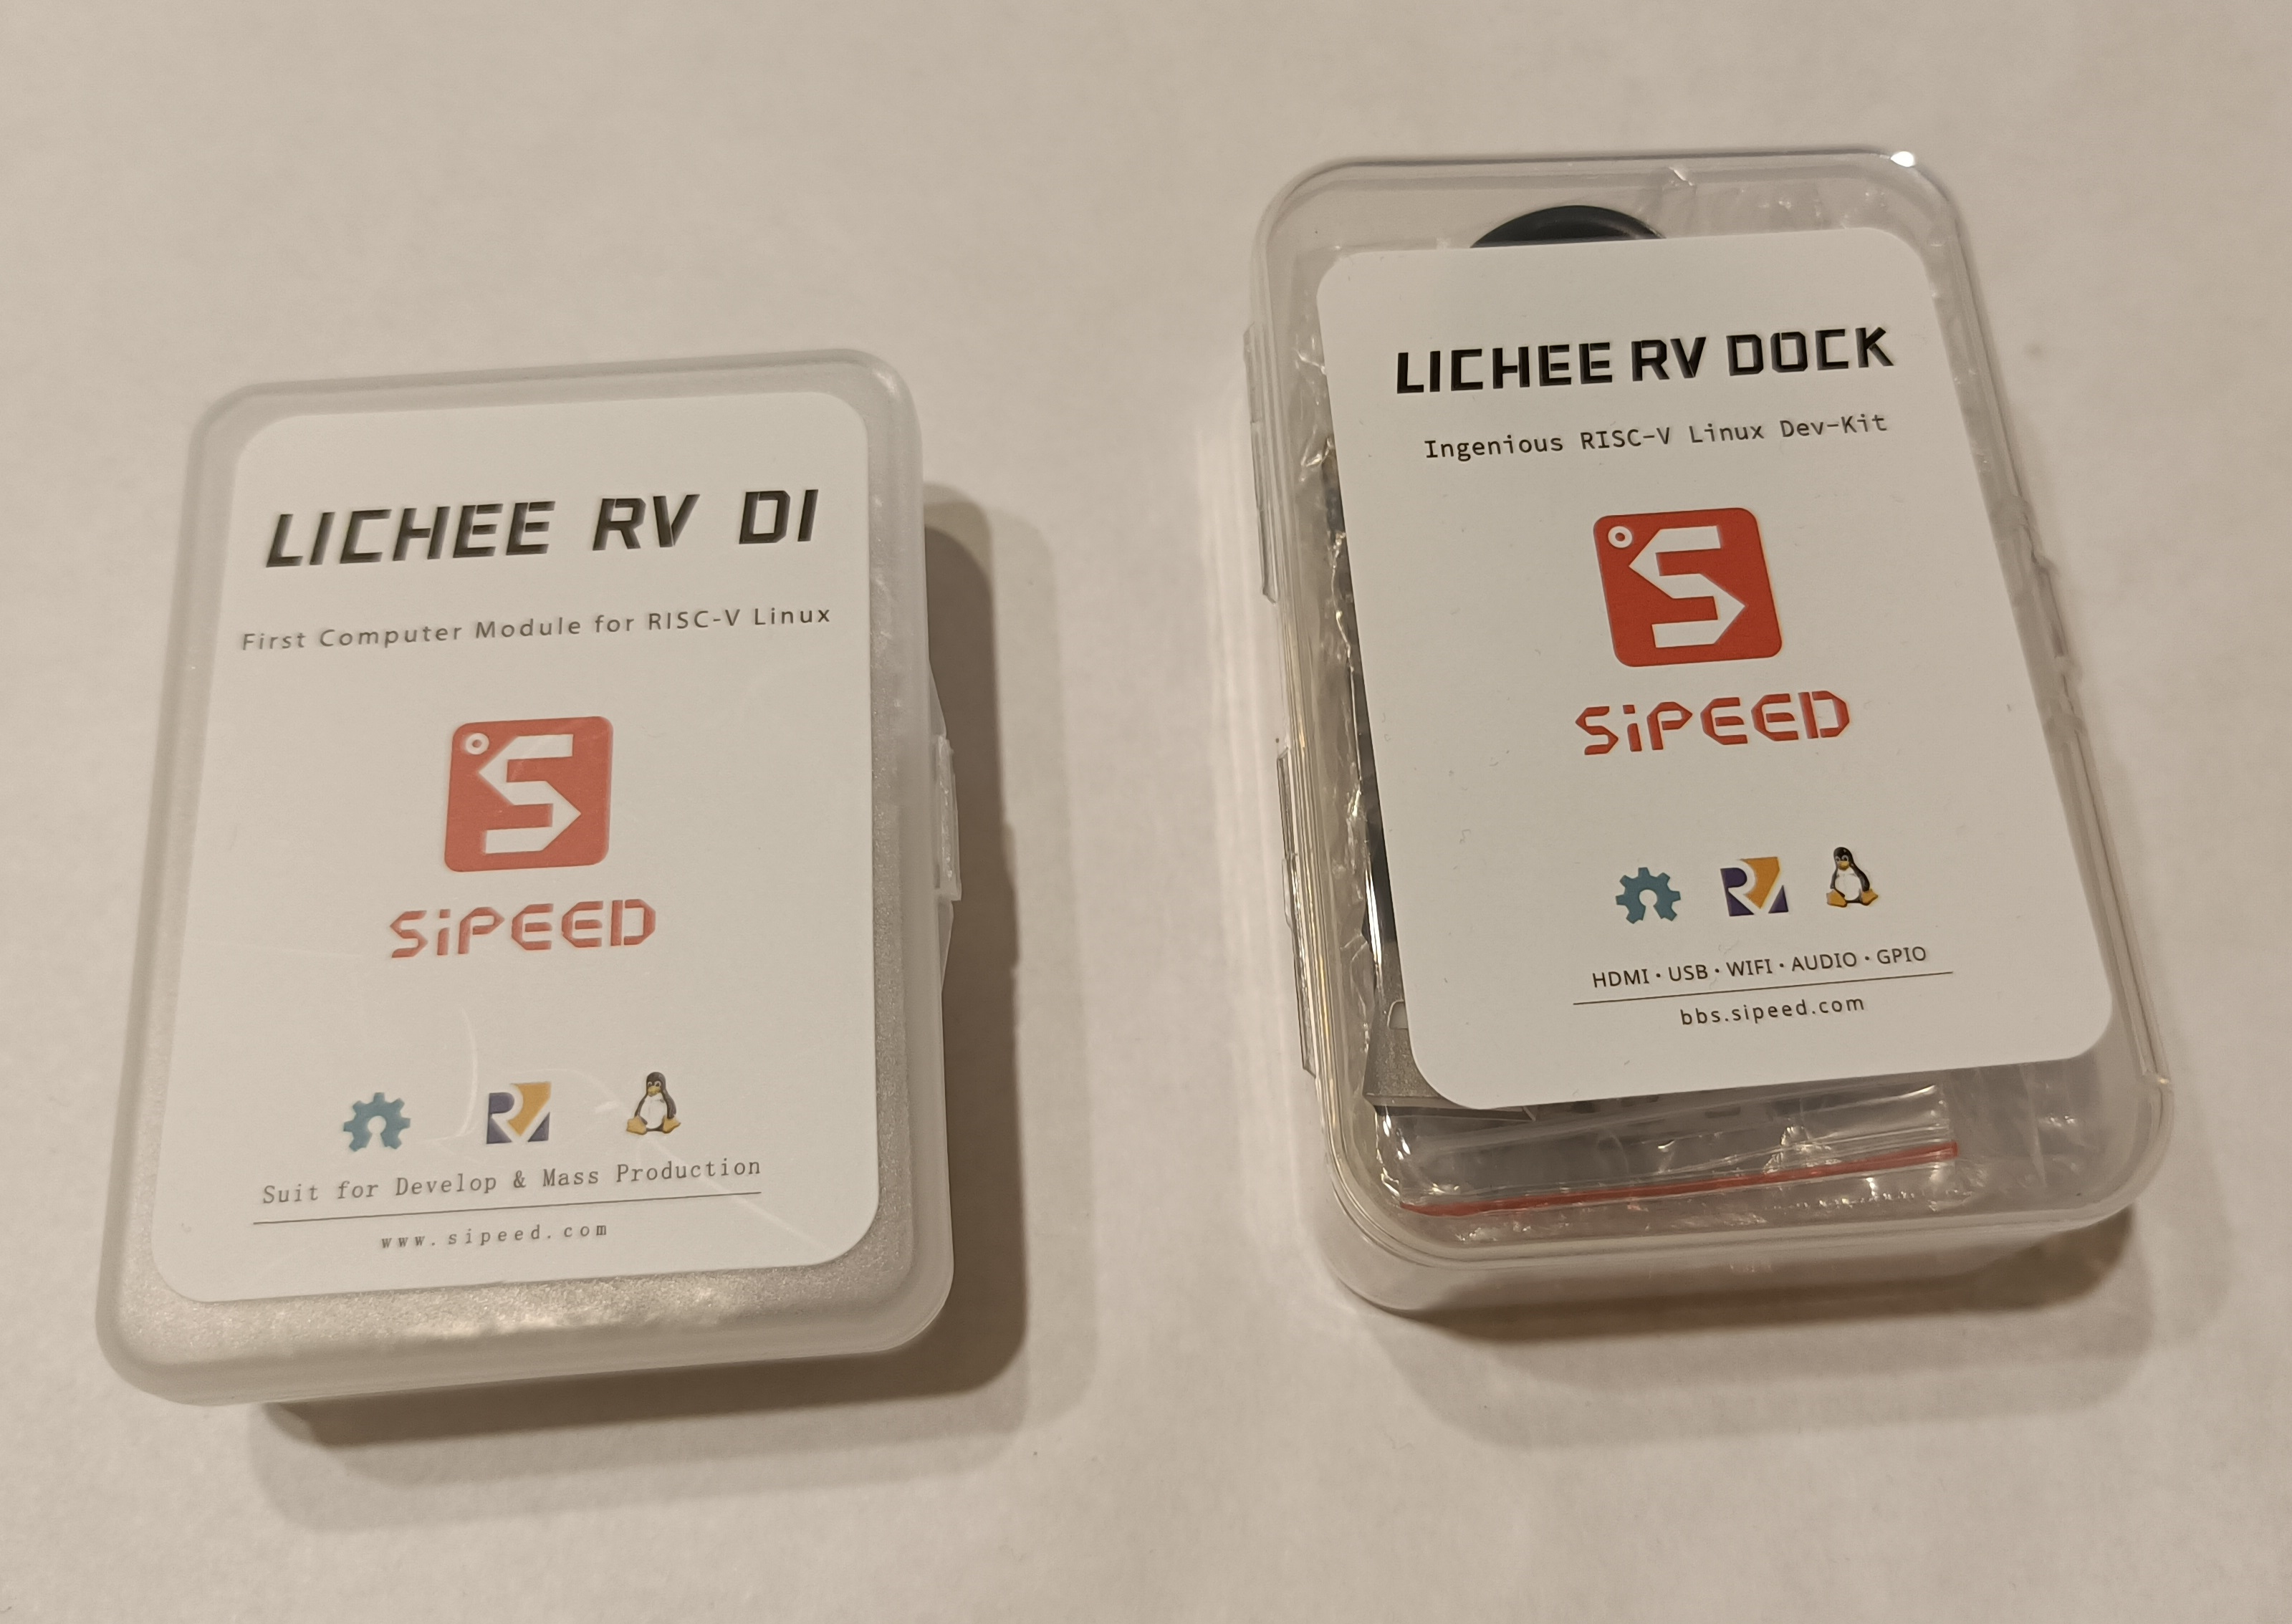 LICHEE RV DI
First Computer Module for RISC-V Linux
SiPEED
Suit for Develop & Mass Production
www.sipeed.com
LICHEE RV DOCK
Ingenious RISC-V Linux Dev-Kit
SiPEED
HDMI · USB · WIFI · AUDIO · GPIO
bbs.sipeed.com